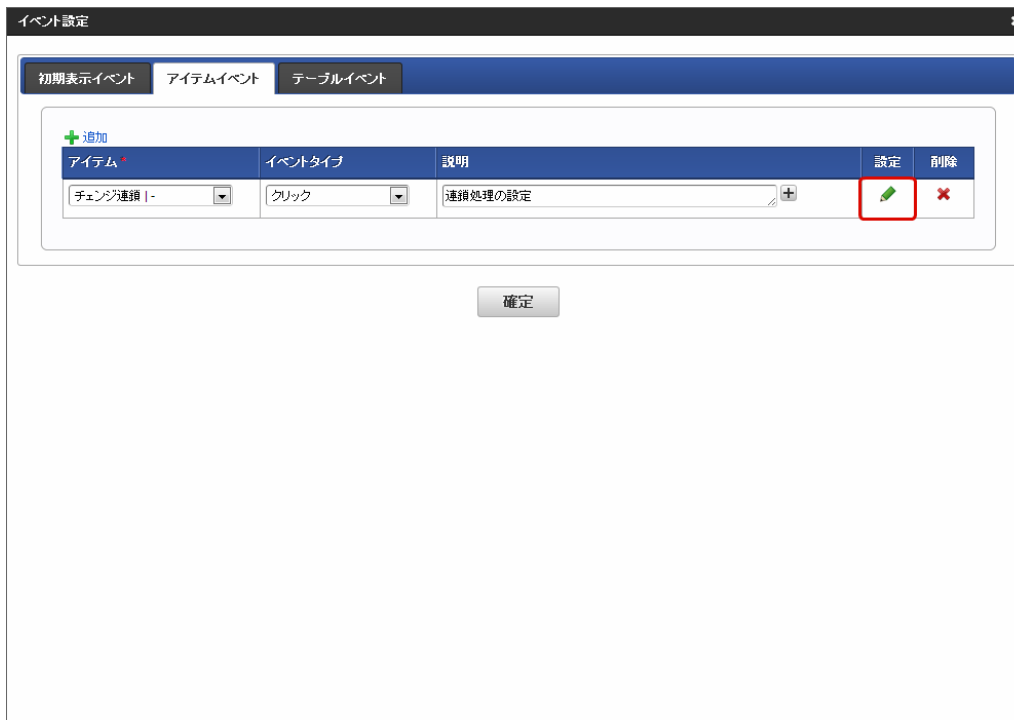 イベント設定
初期表示イベント アイテムイベント テーブルイベント
追加
アイテム* イベントタイプ 説明 設定 削除
チェンジ連鎖 | - クリック 連鎖処理の設定
確定